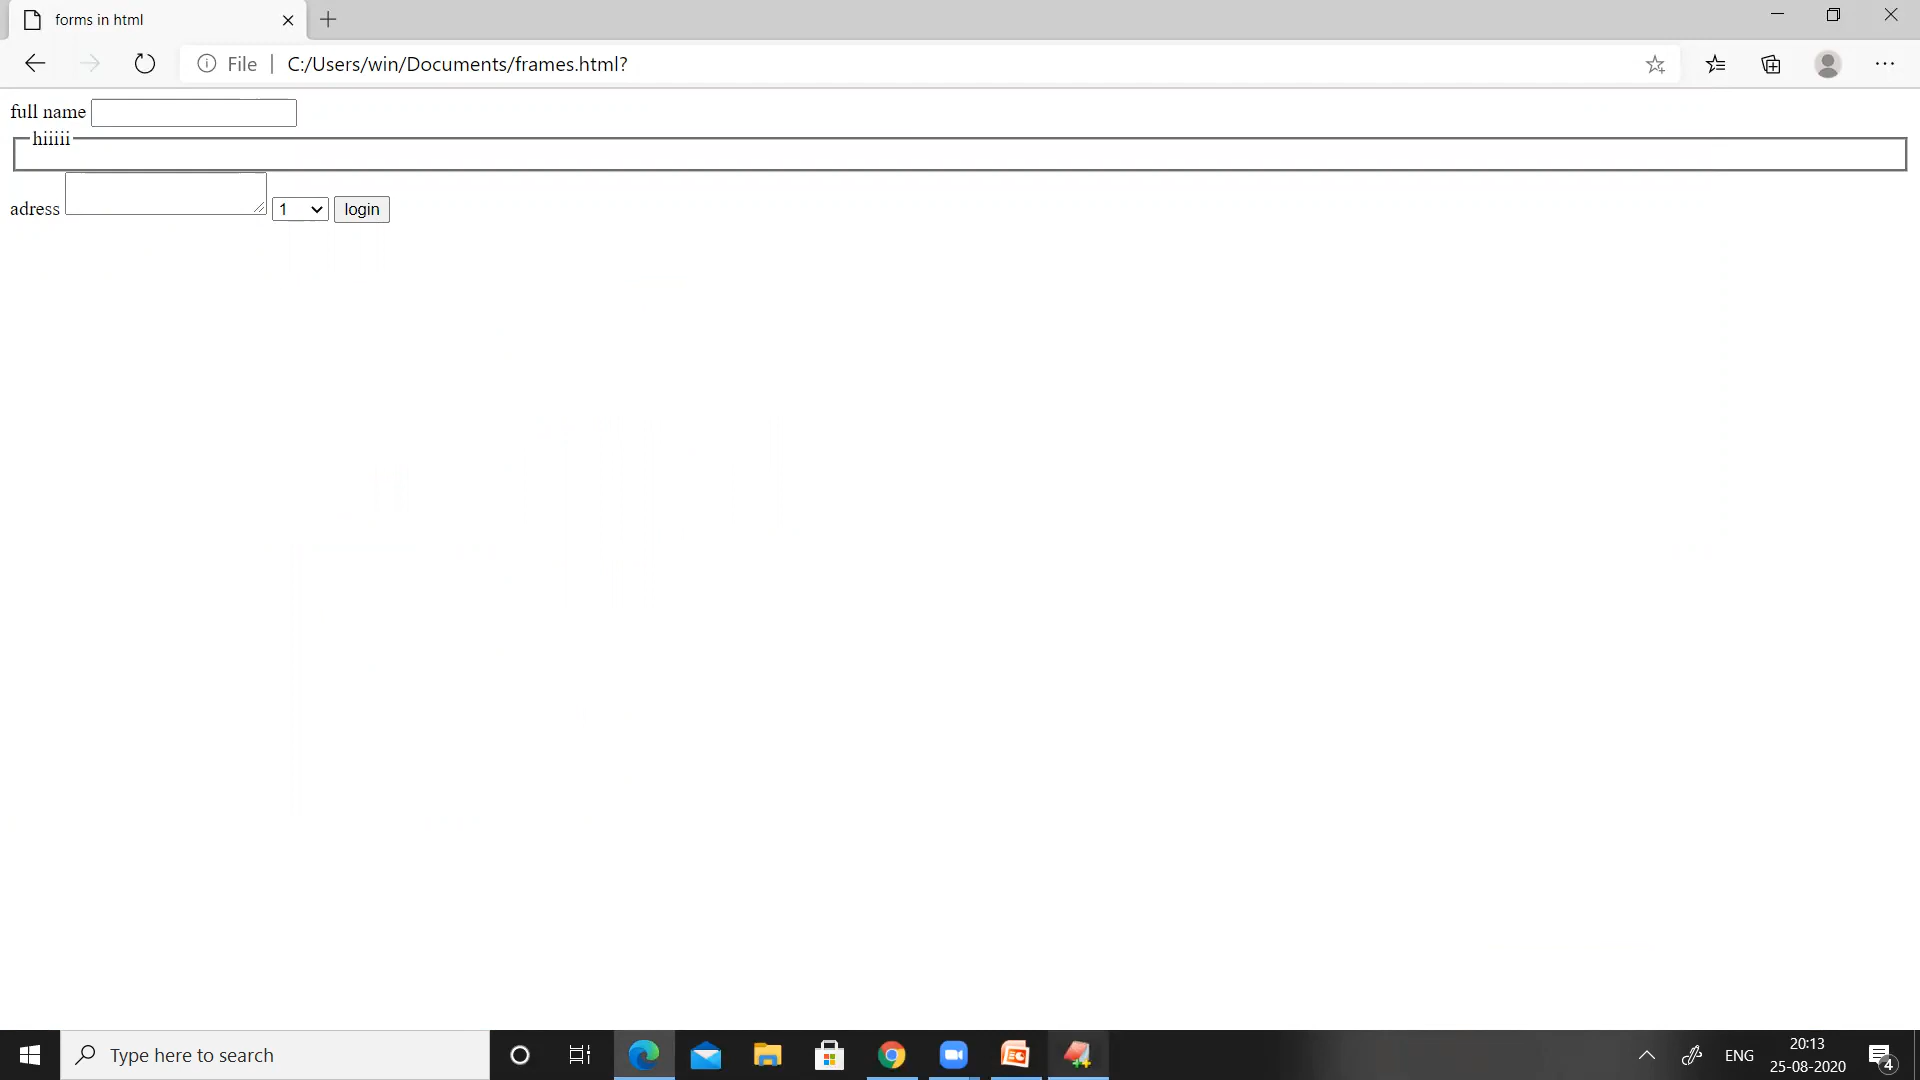 forms in html
File | C:/Users/win/Documents/frames.html?
full name
hiiiii
adress 1 login
Type here to search
ENG
20:13
25-08-2020
4